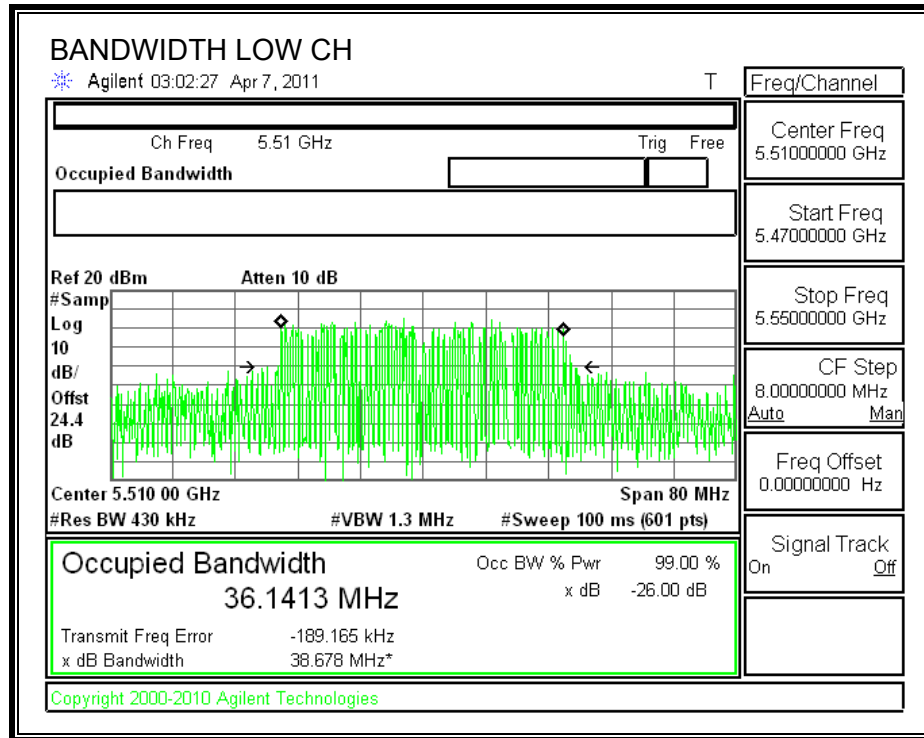 BANDWIDTH LOW CH
Agilent 03:02:27 Apr 7, 2011 T
Freq/Channel
Ch Freq 5.51 GHz Trig Free
Occupied Bandwidth
Center Freq
5.51000000 GHz
Start Freq
5.47000000 GHz
Stop Freq
5.55000000 GHz
CF Step
8.00000000 MHz
Auto Man
Freq Offset
0.00000000 Hz
Signal Track
On Off
Ref 20 dBm Atten 10 dB
#Samp
Log
10
dB/
Offst
24.4
dB
Center 5.510 00 GHz Span 80 MHz
#Res BW 430 kHz #VBW 1.3 MHz #Sweep 100 ms (601 pts)
Occupied Bandwidth Occ BW % Pwr 99.00 %
36.1413 MHz x dB -26.00 dB
Transmit Freq Error -189.165 kHz
x dB Bandwidth 38.678 MHz*
Copyright 2000-2010 Agilent Technologies